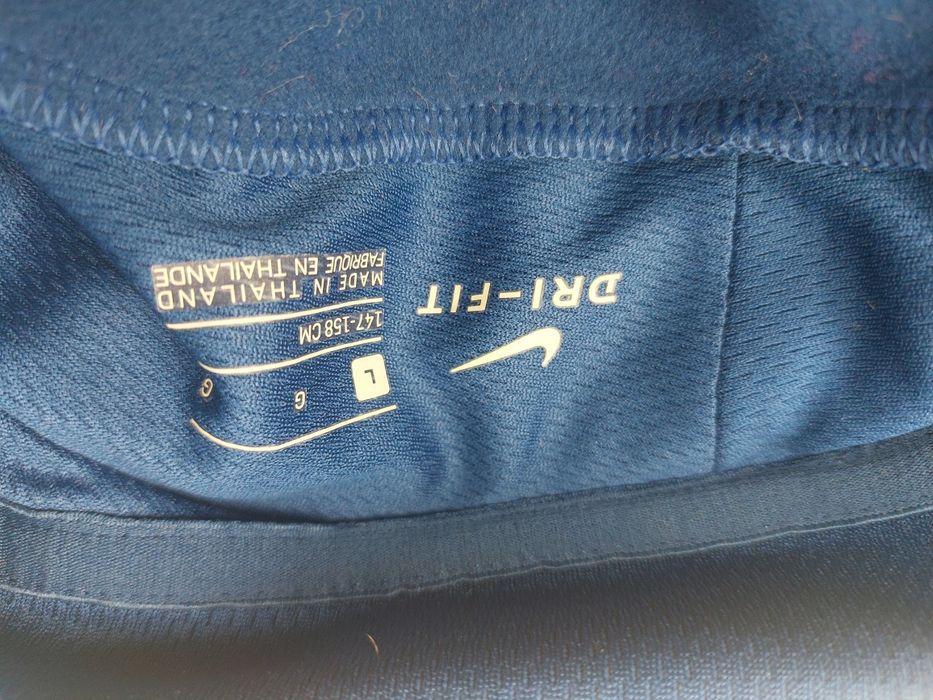 DRI-FIT
L G G
147-158 CM
MADE IN THAILAND
FABRIQUE EN THAILANDE